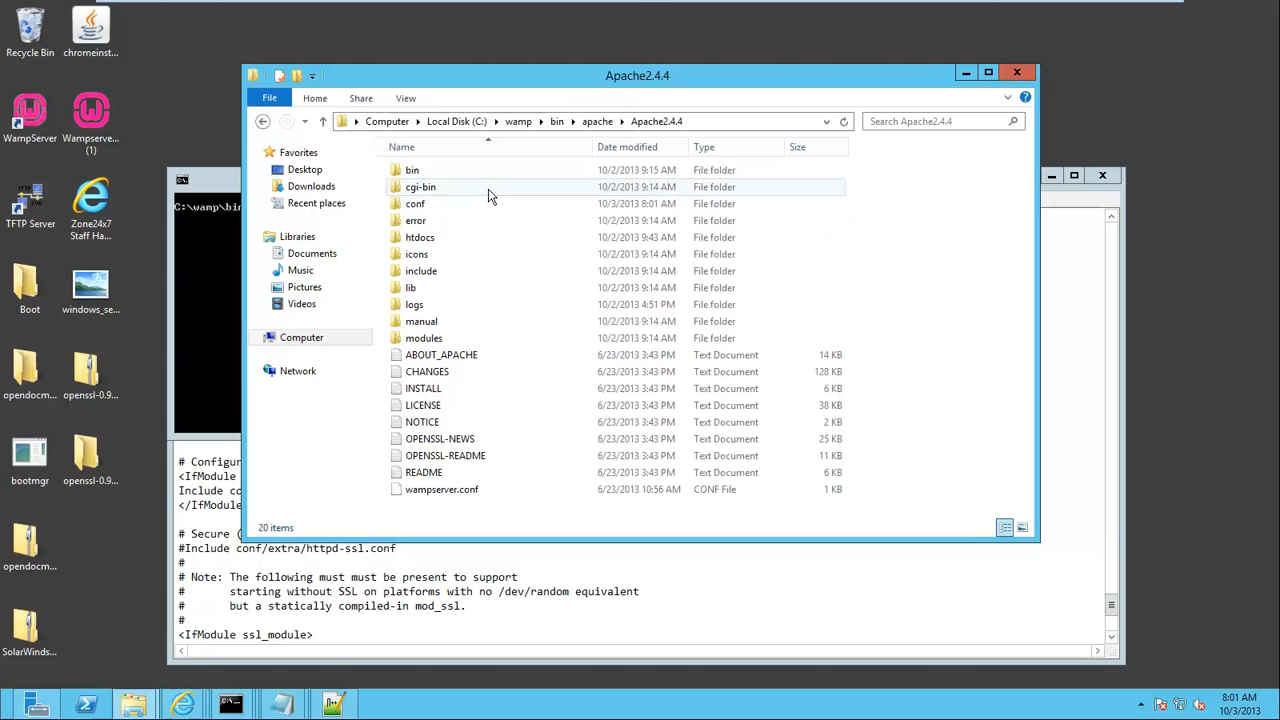 Recycle Bin
chromeinst...
WampServer
Wampserve...
(1)
TFTP Server
Zone24x7
Staff Ha...
Boot
windows_se...
opendocm...
openssl-0.9...
bootmgr
openssl-0.9...
opendocm...
SolarWinds...
Apache2.4.4
File
Home
Share
View
Computer
Local Disk (C:)
wamp
bin
apache
Apache2.4.4
Search Apache2.4.4
Favorites
Desktop
Downloads
Recent places
Libraries
Documents
Music
Pictures
Videos
Computer
Network
Name Date modified Type Size
bin 10/2/2013 9:15 AM File folder
cgi-bin 10/2/2013 9:14 AM File folder
conf 10/3/2013 8:01 AM File folder
error 10/2/2013 9:14 AM File folder
htdocs 10/2/2013 9:43 AM File folder
icons 10/2/2013 9:14 AM File folder
include 10/2/2013 9:14 AM File folder
lib 10/2/2013 9:14 AM File folder
logs 10/2/2013 4:51 PM File folder
manual 10/2/2013 9:14 AM File folder
modules 10/2/2013 9:14 AM File folder
ABOUT_APACHE 6/23/2013 3:43 PM Text Document 14 KB
CHANGES 6/23/2013 3:43 PM Text Document 128 KB
INSTALL 6/23/2013 3:43 PM Text Document 6 KB
LICENSE 6/23/2013 3:43 PM Text Document 38 KB
NOTICE 6/23/2013 3:43 PM Text Document 2 KB
OPENSSL-NEWS 6/23/2013 3:43 PM Text Document 25 KB
OPENSSL-README 6/23/2013 3:43 PM Text Document 11 KB
README 6/23/2013 3:43 PM Text Document 6 KB
wampserver.conf 6/23/2013 10:56 AM CONF File 1 KB
20 items
C:\wamp\bin
# Configur
<IfModule
Include co
</IfModule
# Secure (
#Include conf/extra/httpd-ssl.conf
#
# Note: The following must must be present to support
# starting without SSL on platforms with no /dev/random equivalent
# but a statically compiled-in mod_ssl.
#
<IfModule ssl_module>
8:01 AM
10/3/2013